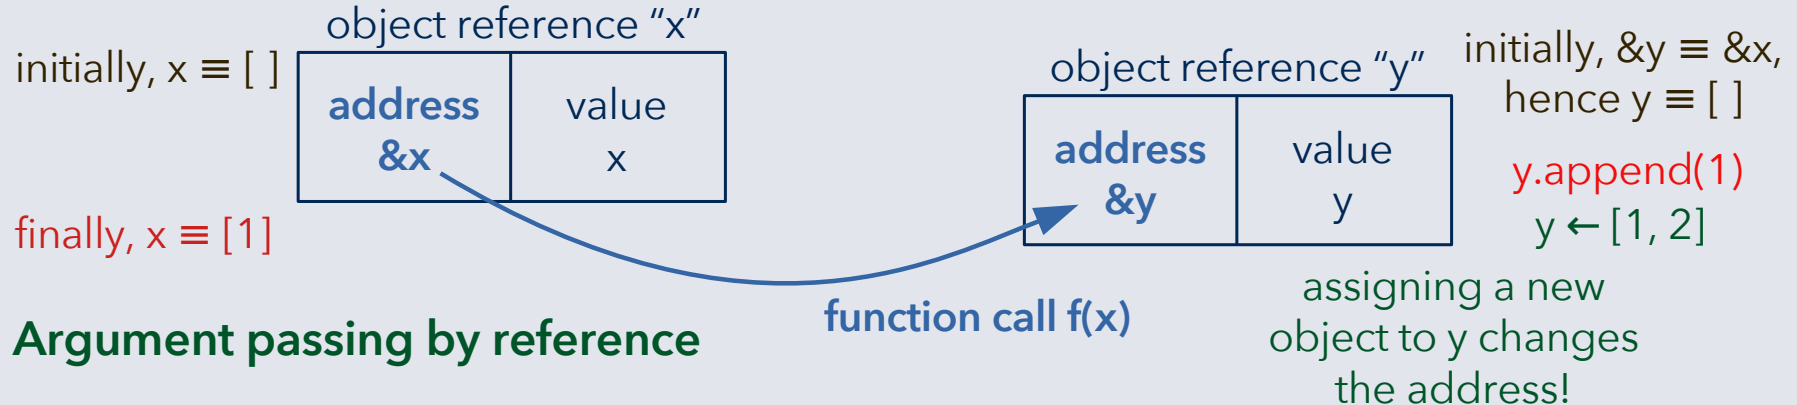 object reference “x”
initially, x ≡ [ ]
address
&x
value
x
finally, x ≡ [1]
Argument passing by reference
function call f(x)
object reference “y”
address
&y
value
y
initially, &y ≡ &x,
hence y ≡ [ ]
y.append(1)
y ← [1, 2]
assigning a new
object to y changes
the address!